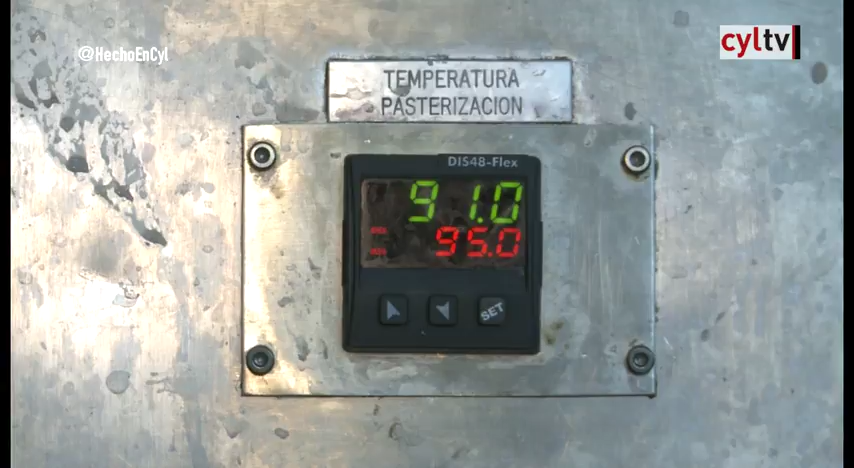 @HechoEnCyl
cyltv
TEMPERATURA
PASTERIZACION
DIS48-Flex
91.0
95.0
SET